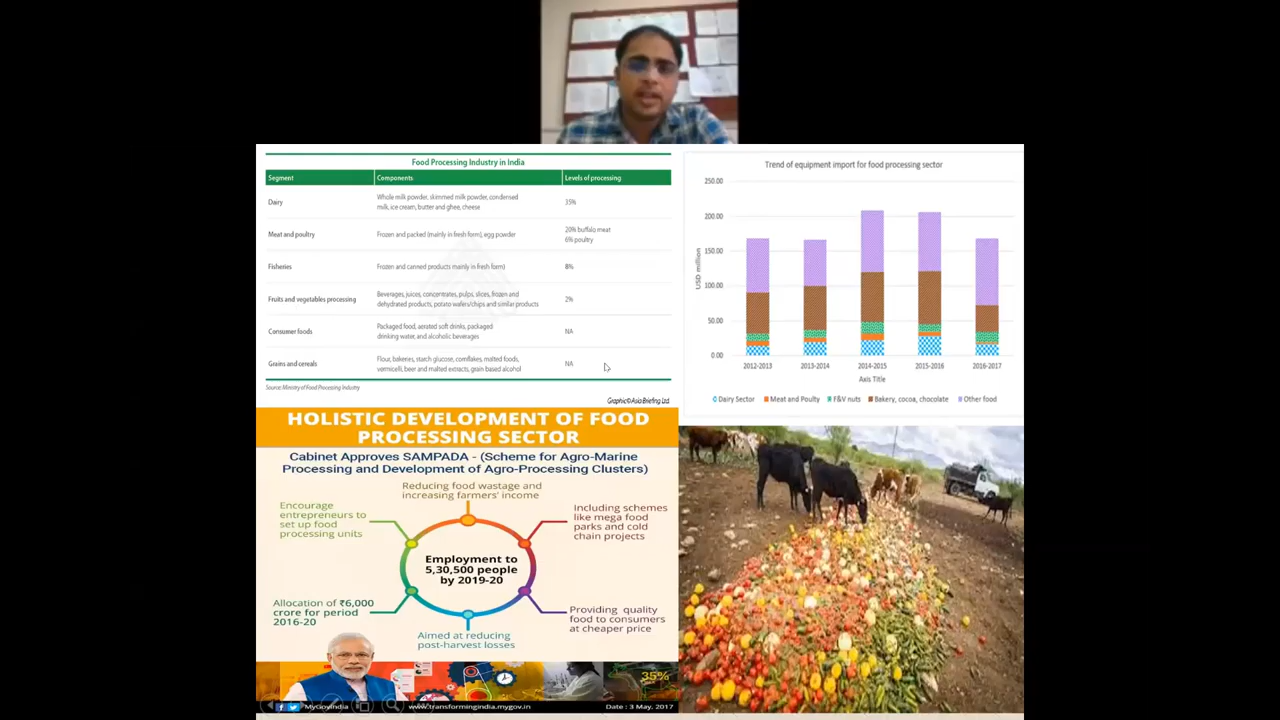 Food Processing Industry in India
Segment Components Levels of processing
Dairy
Whole milk powder, skimmed milk powder, condensed
milk, ice cream, butter and ghee, cheese
35%
Meat and poultry
Frozen and packed (mainly in fresh form), egg powder
20% buffalo meat
6% poultry
Fisheries
Frozen and canned products mainly in fresh form)
8%
Fruits and vegetables processing
Beverages, juices, concentrates, pulps, slices, frozen and
dehydrated products, potato wafers/chips and similar products
2%
Consumer foods
Packaged food, aerated soft drinks, packaged
drinking water, and alcoholic beverages
NA
Grains and cereals
Flour, bakeries, starch glucose, cornflakes, malted foods,
vermicelli, beer and malted extracts, grain based alcohol
NA
Source: Ministry of Food Processing Industry
Graphic© Asia Briefing Ltd.
Trend of equipment import for food processing sector
250.00
200.00
150.00
100.00
50.00
0.00
USD million
2012-2013 2013-2014 2014-2015 2015-2016 2016-2017
Axis Title
Dairy Sector Meat and Poulty F&V nuts Bakery, cocoa, chocolate Other food
HOLISTIC DEVELOPMENT OF FOOD
PROCESSING SECTOR
Cabinet Approves SAMPADA - (Scheme for Agro-Marine
Processing and Development of Agro-Processing Clusters)
Reducing food wastage and
increasing farmers' income
Encourage
entrepreneurs to
set up food
processing units
Including schemes
like mega food
parks and cold
chain projects
Employment to
5,30,500 people
by 2019-20
Allocation of ₹6,000
crore for period
2016-20
Providing quality
food to consumers
at cheaper price
Aimed at reducing
post-harvest losses
35%
MyGovIndia www.transformingindia.mygov.in Date : 3 May, 2017